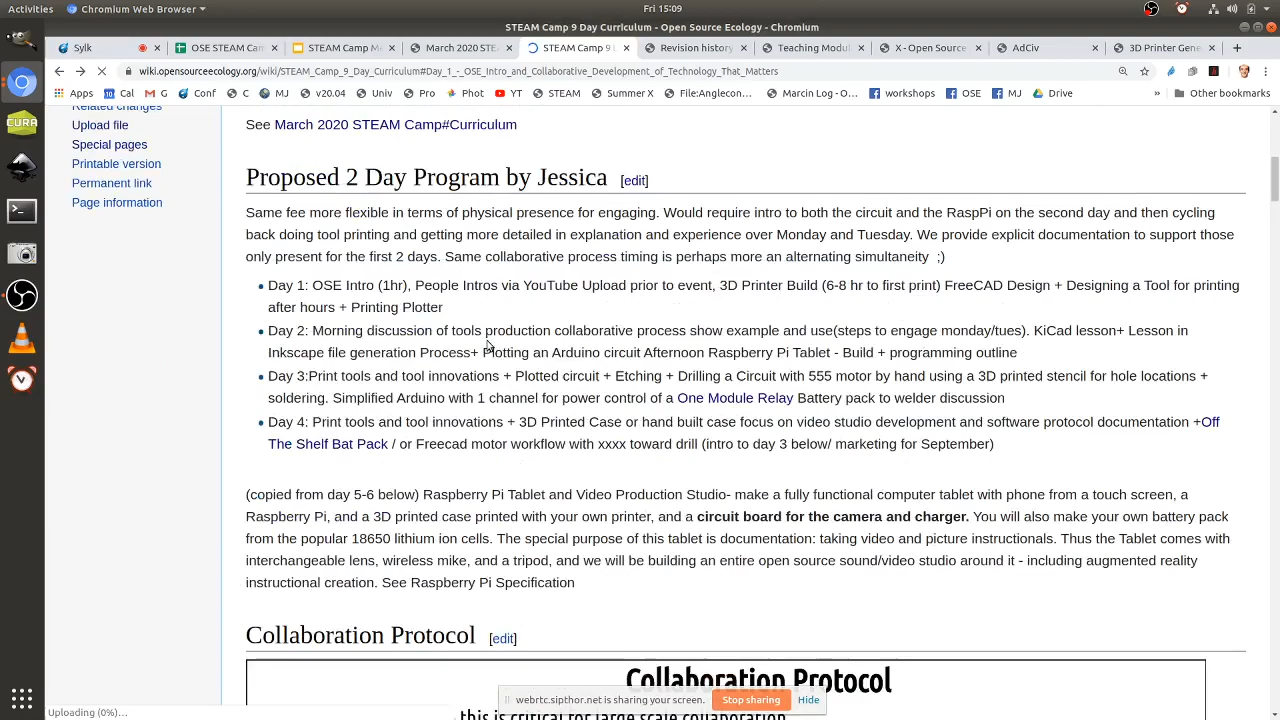 Activities Chromium Web Browser Fri 15:09
STEAM Camp 9 Day Curriculum - Open Source Ecology - Chromium
Sylk OSE STEAM Cam STEAM Camp M March 2020 STE STEAM Camp 9 Revision history Teaching Modu X - Open Source AdCiv 3D Printer Gene
wiki.opensourceecology.org/wiki/STEAM_Camp_9_Day_Curriculum#Day_1_-_OSE_Intro_and_Collaborative_Development_of_Technology_That_Matters
Apps Cal G Conf C MJ v20.04 Univ Pro Phot YT STEAM Summer X File:Anglecon... Marcin Log - O... workshops OSE MJ Drive » Other bookmarks
Related changes
Upload file
Special pages
Printable version
Permanent link
Page information
See March 2020 STEAM Camp#Curriculum
Proposed 2 Day Program by Jessica [edit]
Same fee more flexible in terms of physical presence for engaging. Would require intro to both the circuit and the RaspPi on the second day and then cycling
back doing tool printing and getting more detailed in explanation and experience over Monday and Tuesday. We provide explicit documentation to support those
only present for the first 2 days. Same collaborative process timing is perhaps more an alternating simultaneity ;)
Day 1: OSE Intro (1hr), People Intros via YouTube Upload prior to event, 3D Printer Build (6-8 hr to first print) FreeCAD Design + Designing a Tool for printing
after hours + Printing Plotter
Day 2: Morning discussion of tools production collaborative process show example and use(steps to engage monday/tues). KiCad lesson+ Lesson in
Inkscape file generation Process+ Plotting an Arduino circuit Afternoon Raspberry Pi Tablet - Build + programming outline
Day 3:Print tools and tool innovations + Plotted circuit + Etching + Drilling a Circuit with 555 motor by hand using a 3D printed stencil for hole locations +
soldering. Simplified Arduino with 1 channel for power control of a One Module Relay Battery pack to welder discussion
Day 4: Print tools and tool innovations + 3D Printed Case or hand built case focus on video studio development and software protocol documentation +Off
The Shelf Bat Pack / or Freecad motor workflow with xxxx toward drill (intro to day 3 below/ marketing for September)
(copied from day 5-6 below) Raspberry Pi Tablet and Video Production Studio- make a fully functional computer tablet with phone from a touch screen, a
Raspberry Pi, and a 3D printed case printed with your own printer, and a circuit board for the camera and charger. You will also make your own battery pack
from the popular 18650 lithium ion cells. The special purpose of this tablet is documentation: taking video and picture instructionals. Thus the Tablet comes with
interchangeable lens, wireless mike, and a tripod, and we will be building an entire open source sound/video studio around it - including augmented reality
instructional creation. See Raspberry Pi Specification
Collaboration Protocol [edit]
Collaboration Protocol
this is critical for large scale collaboration
webrtc.sipthor.net is sharing your screen. Stop sharing Hide
Uploading (0%)…
CURA